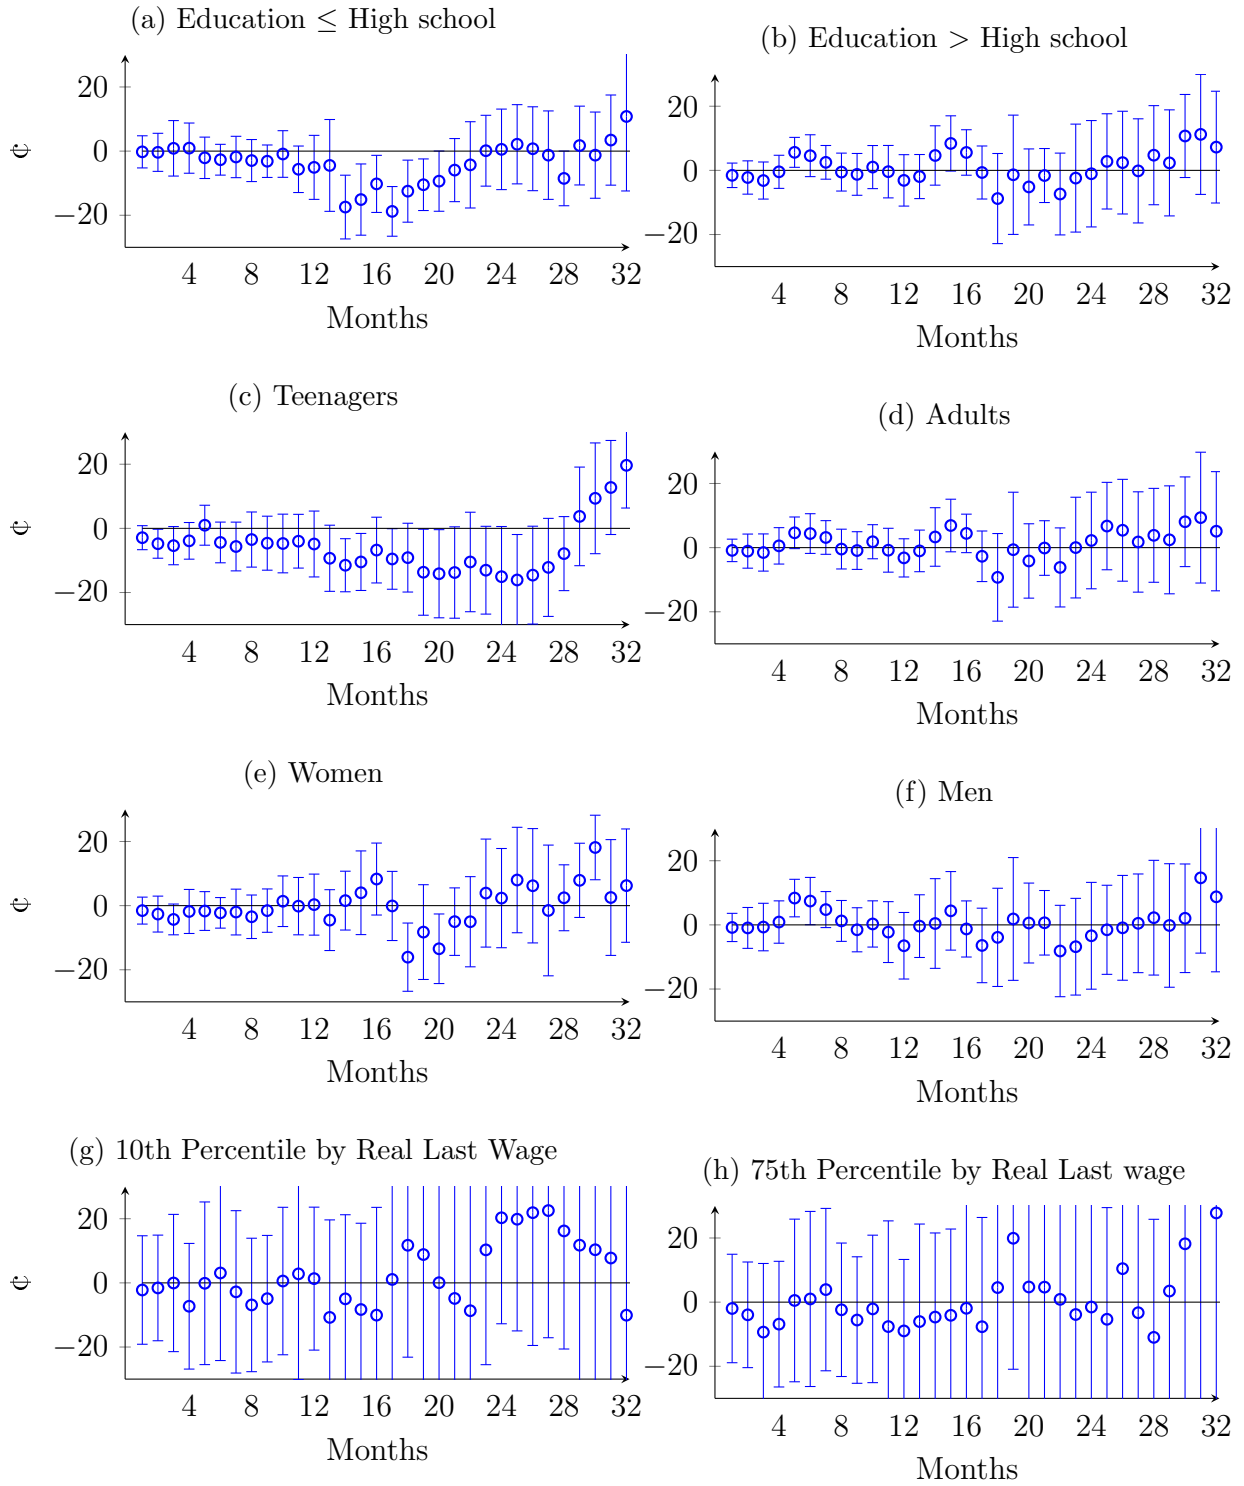 (a) Education ≤ High school
20
0
−20
¢
4 8 12 16 20 24 28 32
Months
(b) Education > High school
20
0
−20
4 8 12 16 20 24 28 32
Months
(c) Teenagers
20
0
−20
¢
4 8 12 16 20 24 28 32
Months
(d) Adults
20
0
−20
4 8 12 16 20 24 28 32
Months
(e) Women
20
0
−20
¢
4 8 12 16 20 24 28 32
Months
(f) Men
20
0
−20
4 8 12 16 20 24 28 32
Months
(g) 10th Percentile by Real Last Wage
20
0
−20
¢
4 8 12 16 20 24 28 32
Months
(h) 75th Percentile by Real Last wage
20
0
−20
4 8 12 16 20 24 28 32
Months